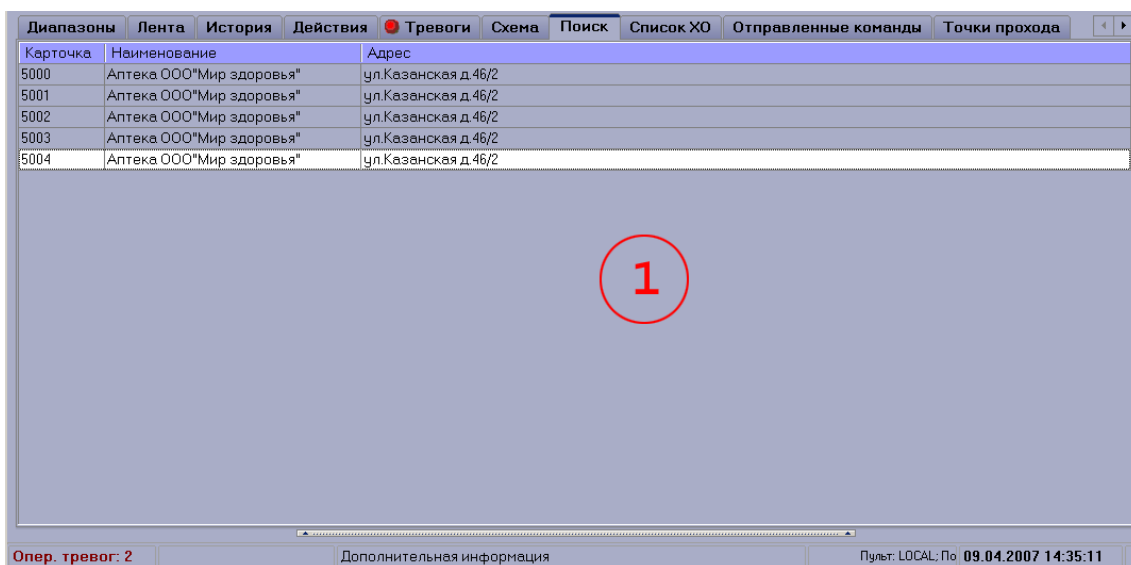 Диапазоны Лента История Действия Тревоги Схема Поиск Список ХО Отправленные команды Точки прохода
Карточка Наименование Адрес
5000 Аптека ООО"Мир здоровья" ул.Казанская д.46/2
5001 Аптека ООО"Мир здоровья" ул.Казанская д.46/2
5002 Аптека ООО"Мир здоровья" ул.Казанская д.46/2
5003 Аптека ООО"Мир здоровья" ул.Казанская д.46/2
5004 Аптека ООО"Мир здоровья" ул.Казанская д.46/2
1
Опер. тревог: 2 Дополнительная информация Пульт: LOCAL; По 09.04.2007 14:35:11